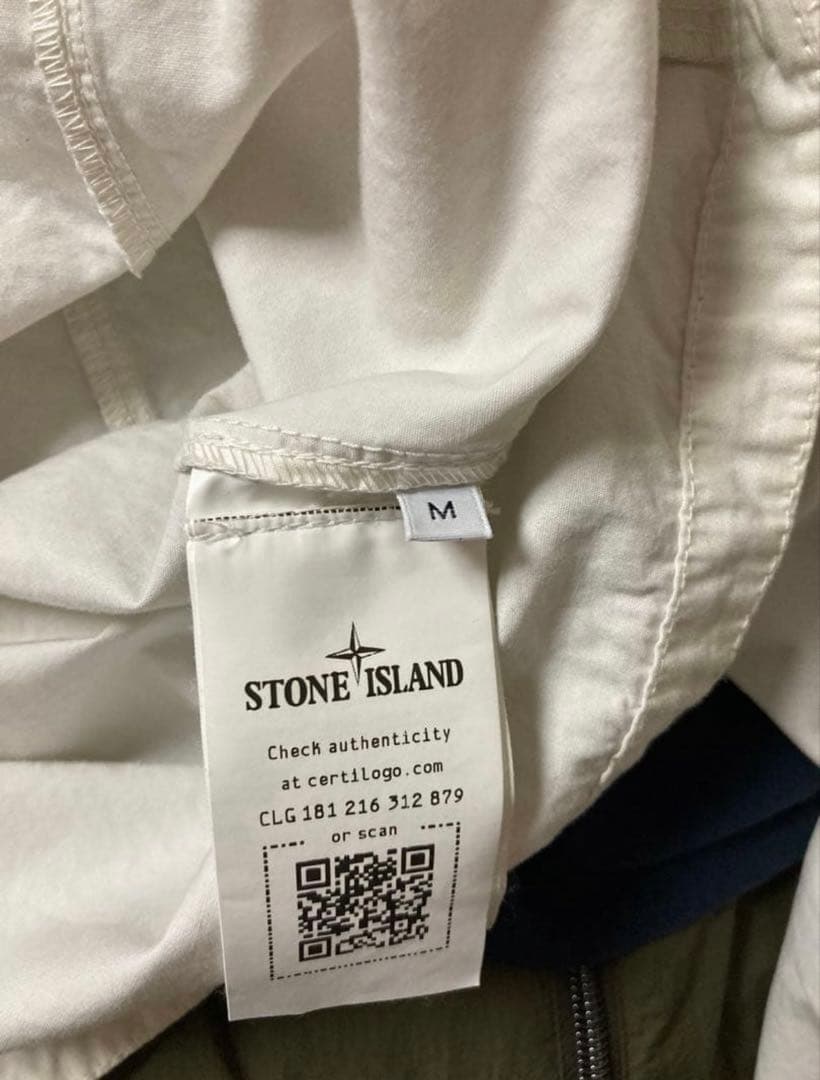 M
STONE ISLAND
Check authenticity
at certilogo.com
CLG 181 216 312 879
or scan